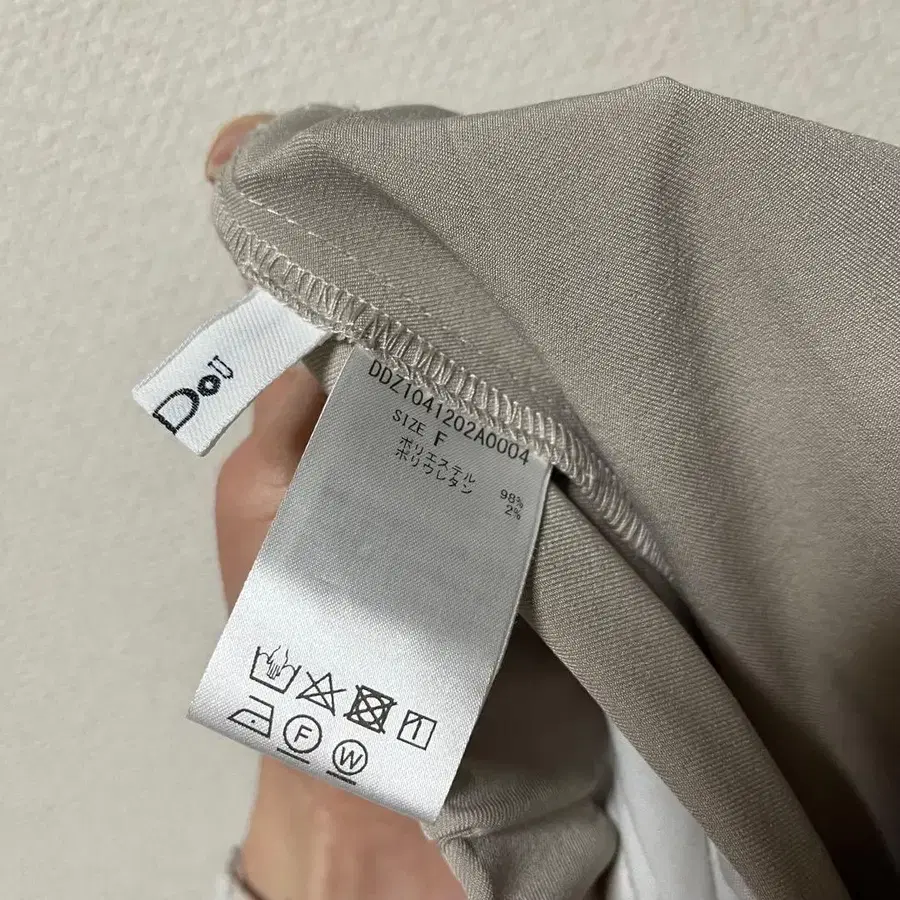 DoU
DDZ1041202A0004
SIZE F
ポリエステル 98%
ポリウレタン 2%
F
W